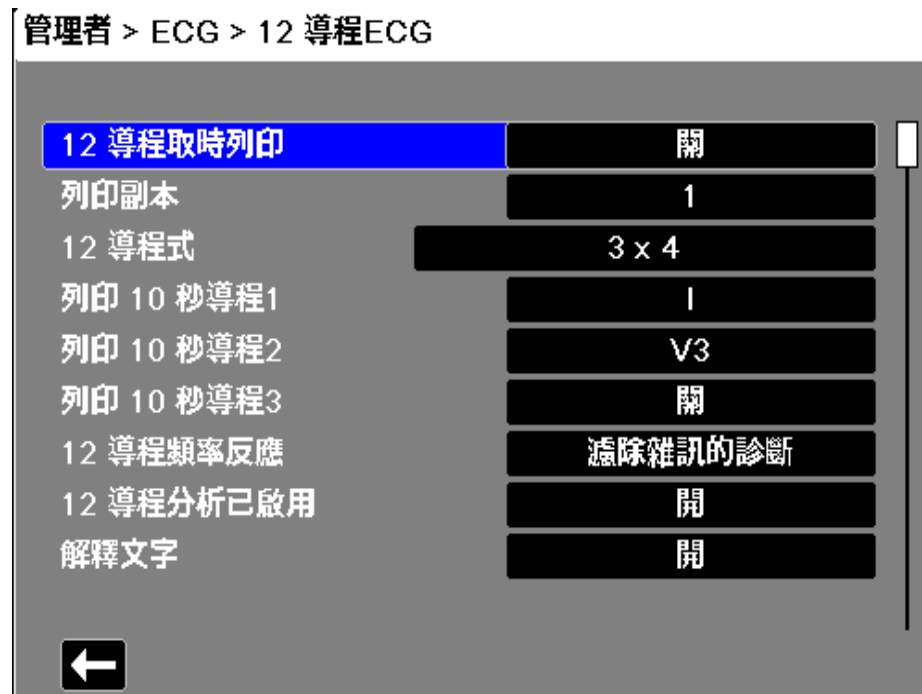 管理者 > ECG > 12 導程ECG
12 導程取時列印 關
列印副本 1
12 導程式 3 x 4
列印 10 秒導程1 I
列印 10 秒導程2 V3
列印 10 秒導程3 關
12 導程頻率反應 濾除雜訊的診斷
12 導程分析已啟用 開
解釋文字 開